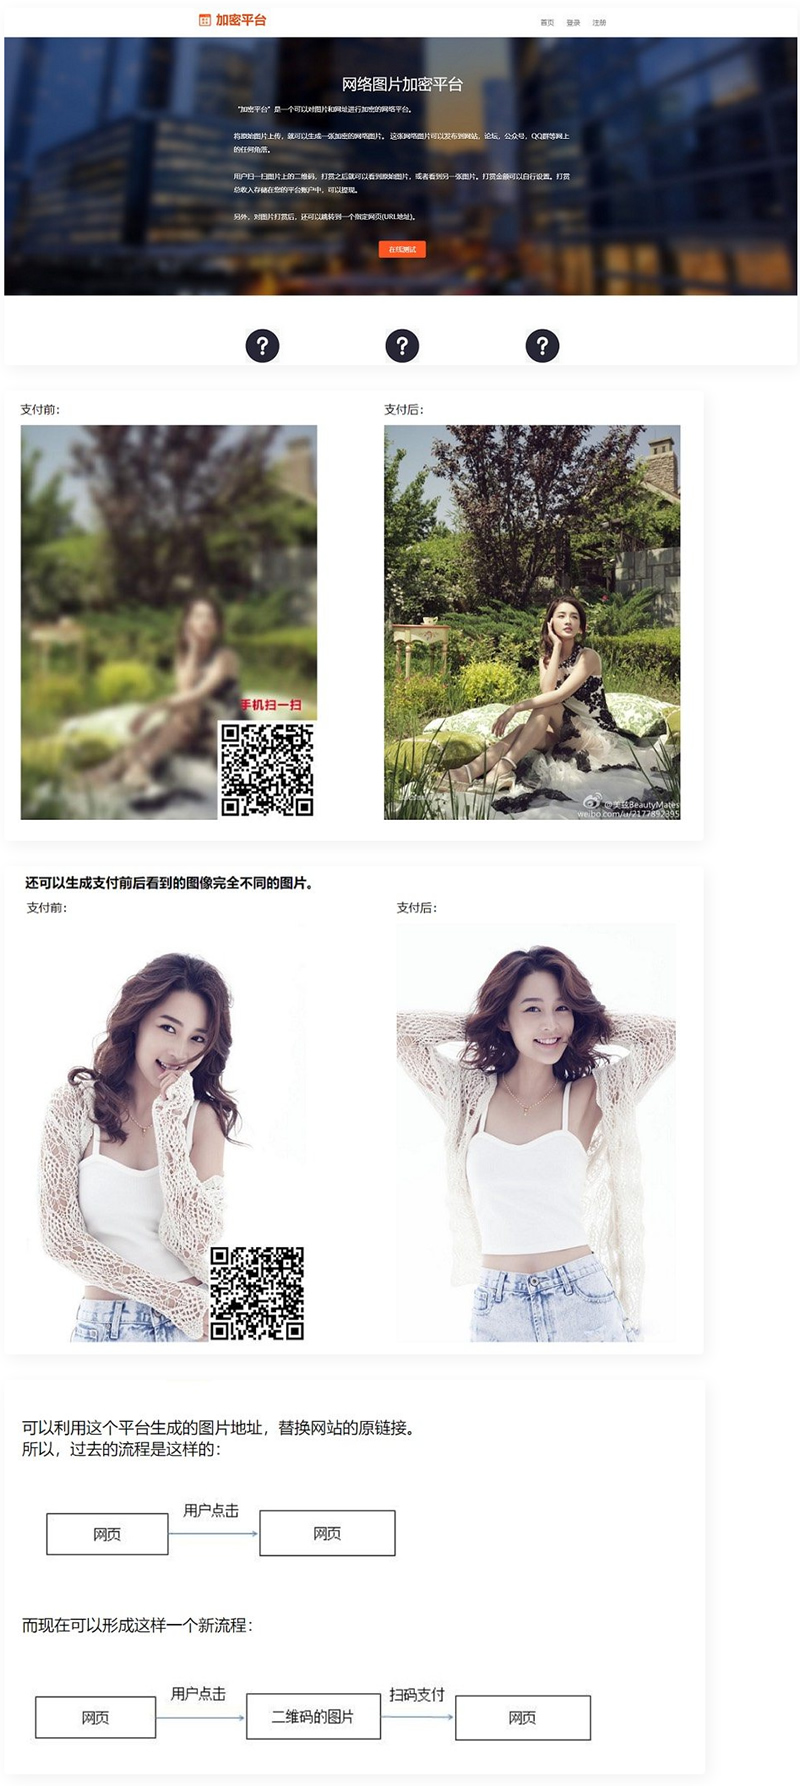 加密平台
首页 登录 注册
网络图片加密平台
“加密平台”是一个可以对图片和网址进行加密的网络平台。
将原始图片上传，就可以生成一张加密的网络图片。 这张网络图片可以发布到网站，论坛，公众号，QQ群等网上
的任何角落。
用户扫一扫图片上的二维码，打赏之后就可以看到原始图片，或者看到另一张图片。打赏金额可以自行设置。打赏
总收入存储在您的平台账户中，可以提现。
另外，对图片打赏后，还可以跳转到一个指定网页(URL地址)。
在线测试
? ? ?
支付前：
支付后：
手机扫一扫
@美兹BeautyMates
weibo.com/u/2177892395
还可以生成支付前后看到的图像完全不同的图片。
支付前：
支付后：
可以利用这个平台生成的图片地址，替换网站的原链接。
所以，过去的流程是这样的：
网页
用户点击
网页
而现在可以形成这样一个新流程：
网页
用户点击
二维码的图片
扫码支付
网页